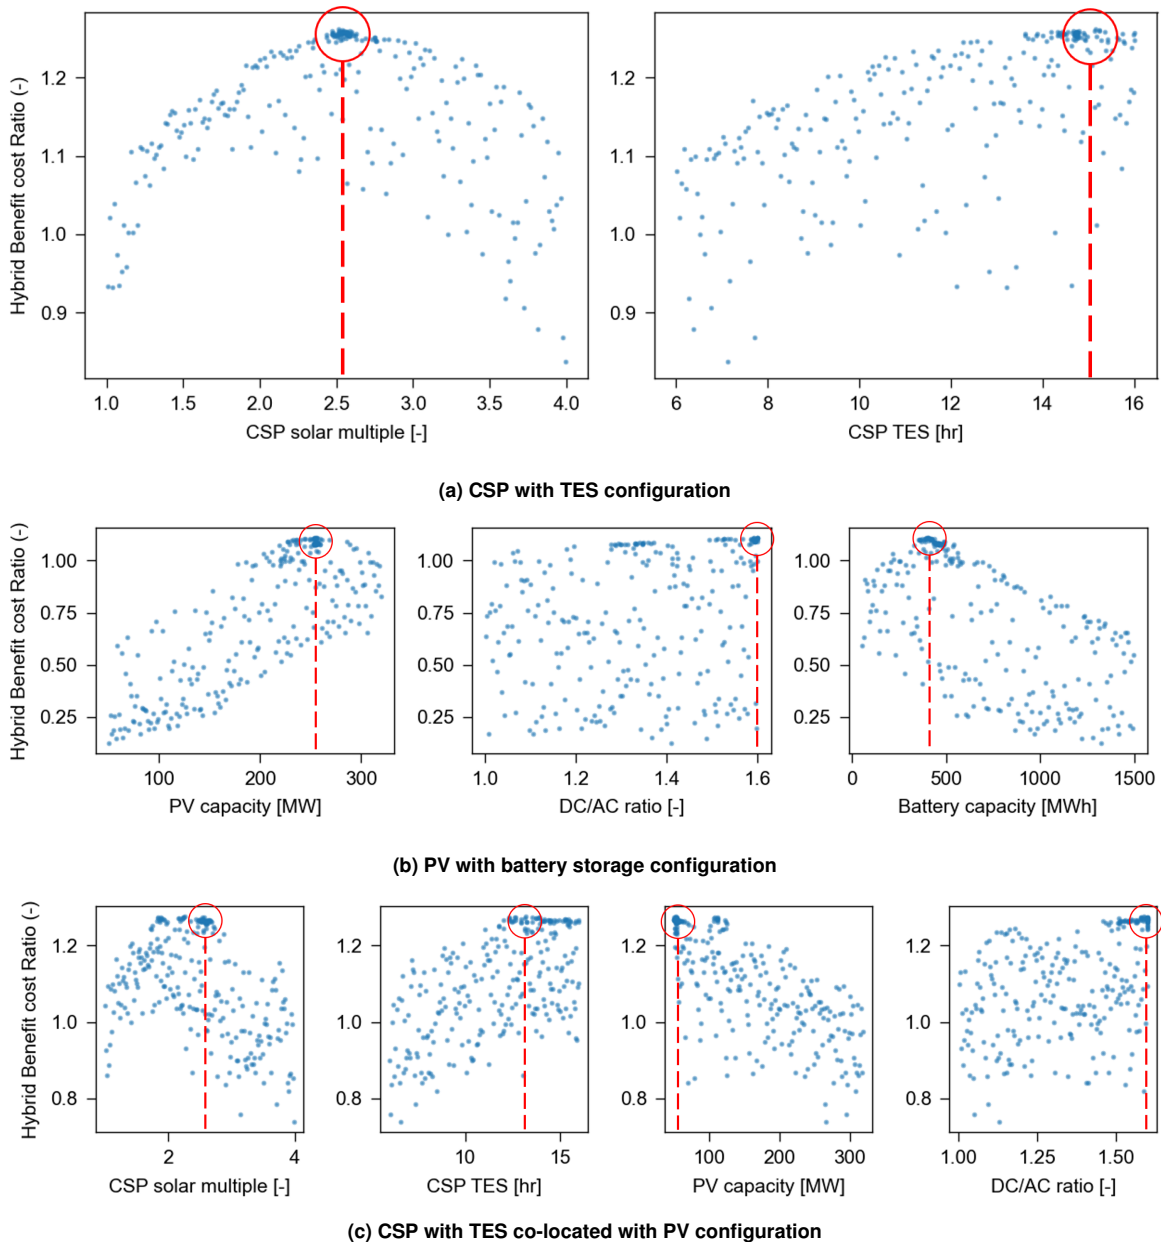 Hybrid Benefit cost Ratio (-)
1.2
1.1
1.0
0.9
1.0 1.5 2.0 2.5 3.0 3.5 4.0
CSP solar multiple [-]
1.2
1.1
1.0
0.9
6 8 10 12 14 16
CSP TES [hr]
(a) CSP with TES configuration
Hybrid Benefit cost Ratio (-)
1.00
0.75
0.50
0.25
100 200 300
PV capacity [MW]
1.00
0.75
0.50
0.25
1.0 1.2 1.4 1.6
DC/AC ratio [-]
1.00
0.75
0.50
0.25
0 500 1000 1500
Battery capacity [MWh]
(b) PV with battery storage configuration
Hybrid Benefit cost Ratio (-)
1.2
1.0
0.8
2 4
CSP solar multiple [-]
1.2
1.0
0.8
10 15
CSP TES [hr]
1.2
1.0
0.8
100 200 300
PV capacity [MW]
1.2
1.0
0.8
1.00 1.25 1.50
DC/AC ratio [-]
(c) CSP with TES co-located with PV configuration